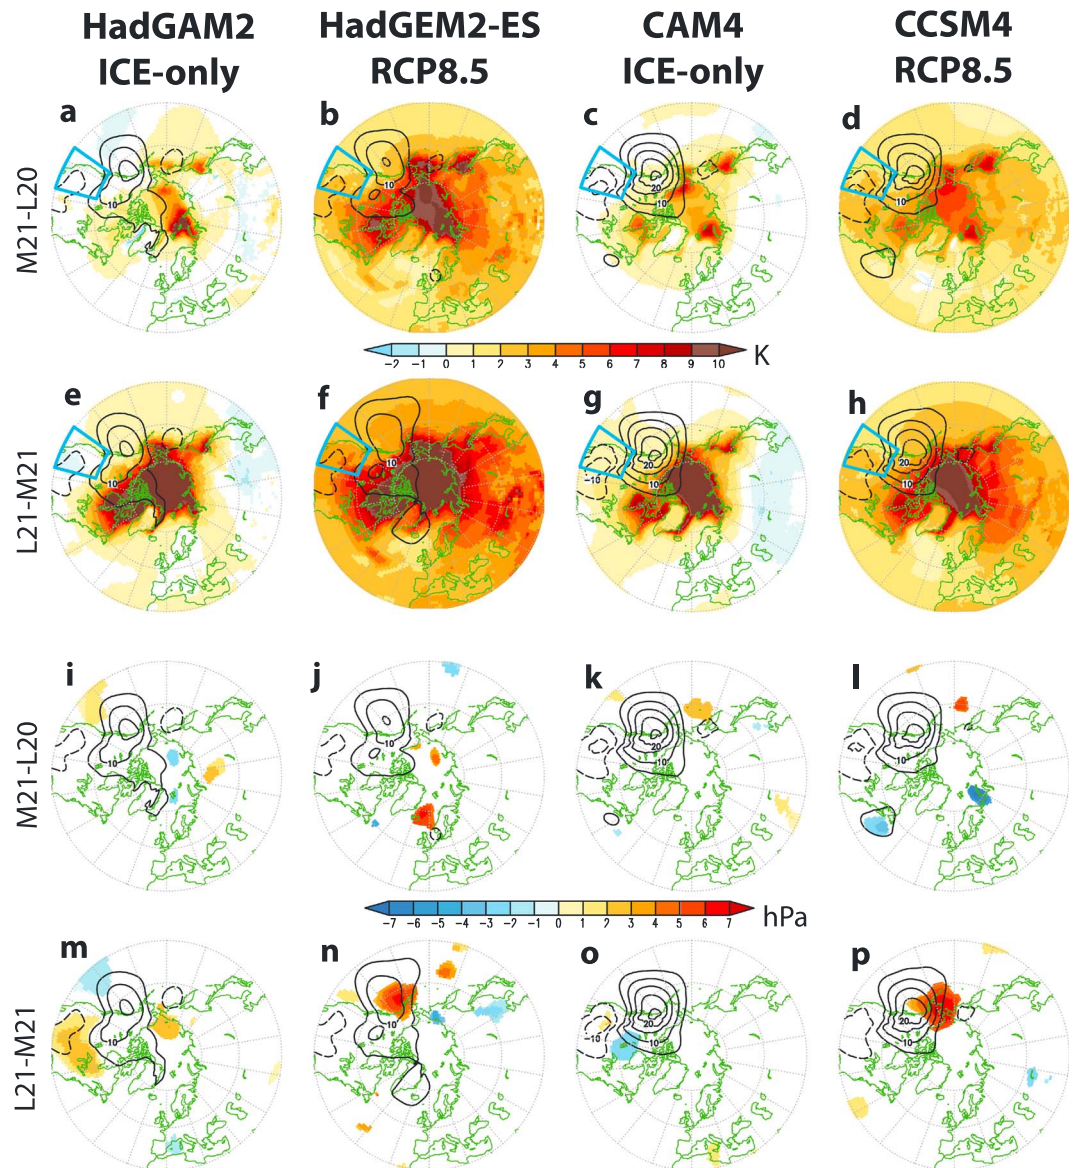 HadGAM2 HadGEM2-ES CAM4 CCSM4
ICE-only RCP8.5 ICE-only RCP8.5
M21-L20
a b c d
10 10 20 10 20 10
-2 -1 0 1 2 3 4 5 6 7 8 9 10 K
L21-M21
e f g h
10 10 20 10 -10 20 10
M21-L20
i j k l
10 10 20 10 20 10
-7 -6 -5 -4 -3 -2 -1 0 1 2 3 4 5 6 7 hPa
L21-M21
m n o p
10 10 20 10 -10 20 10